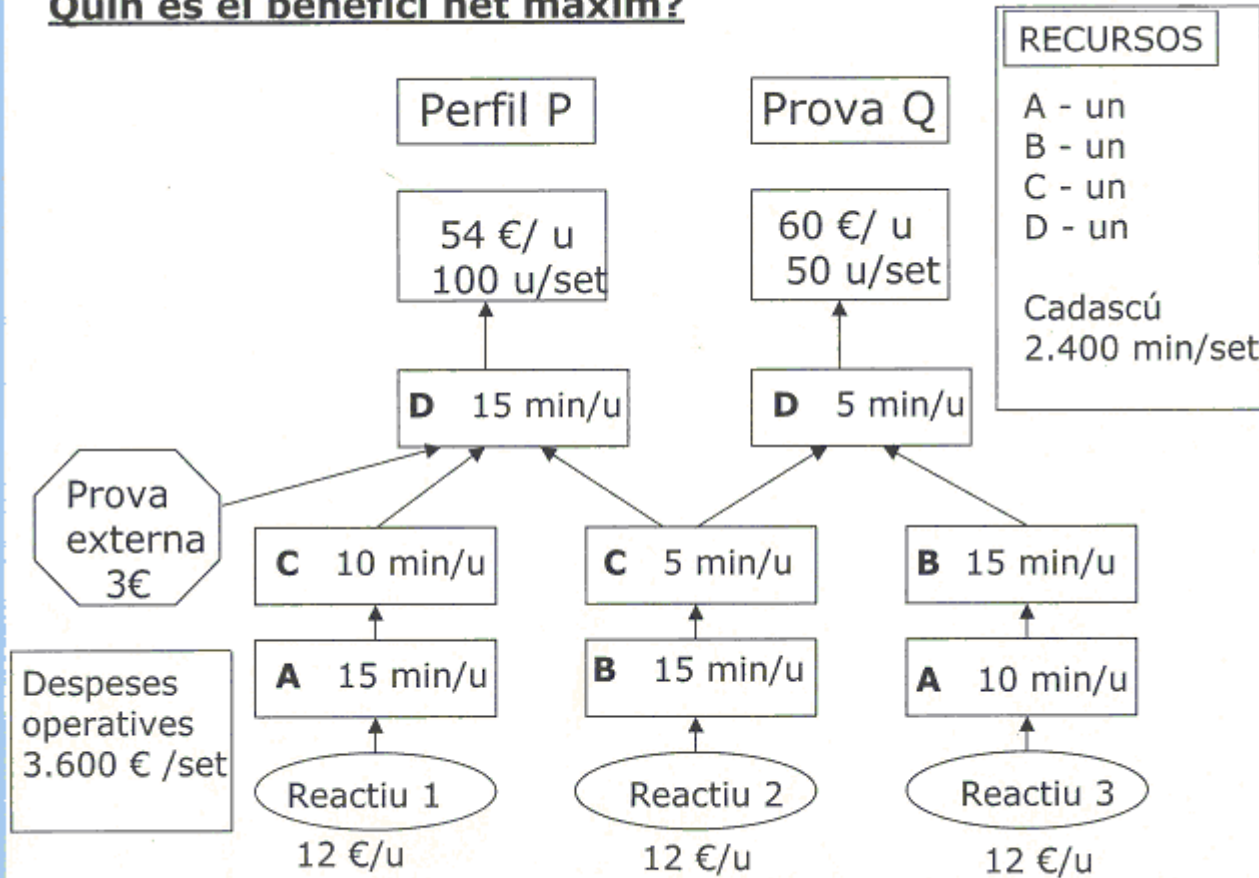 Quin es el benefici net maxim?
RECURSOS
A - un
B - un
C - un
D - un
Cadascú
2.400 min/set
Perfil P
Prova Q
54 €/ u
100 u/set
60 €/ u
50 u/set
D 15 min/u
D 5 min/u
Prova
externa
3€
C 10 min/u
C 5 min/u
B 15 min/u
Despeses
operatives
3.600 € /set
A 15 min/u
B 15 min/u
A 10 min/u
Reactiu 1
Reactiu 2
Reactiu 3
12 €/u
12 €/u
12 €/u